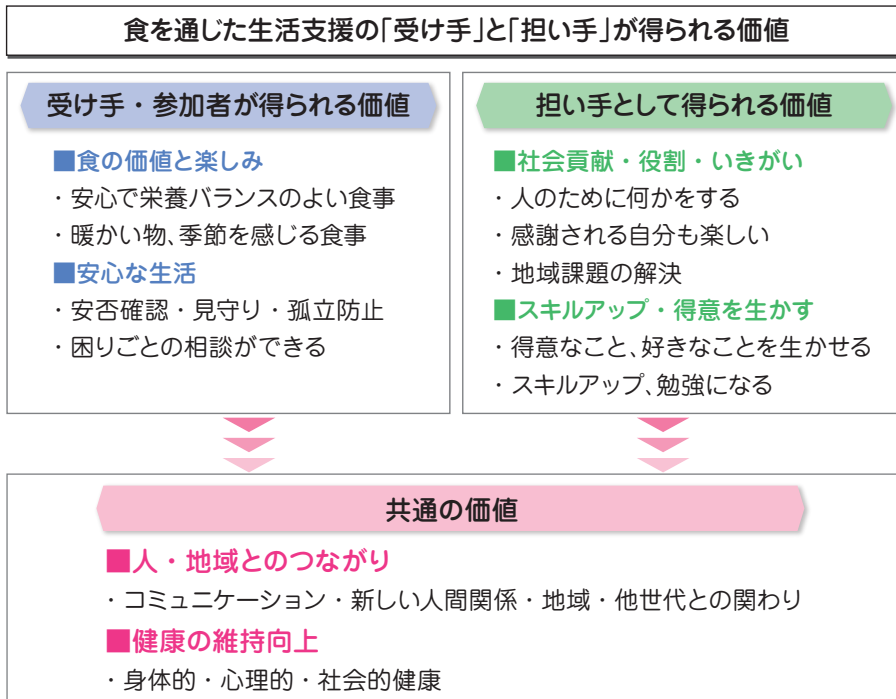 食を通じた生活支援の「受け手」と「担い手」が得られる価値
受け手・参加者が得られる価値
■食の価値と楽しみ
・安心で栄養バランスのよい食事
・暖かい物、季節を感じる食事
■安心な生活
・安否確認・見守り・孤立防止
・困りごとの相談ができる
担い手として得られる価値
■社会貢献・役割・いきがい
・人のために何かをする
・感謝される自分も楽しい
・地域課題の解決
■スキルアップ・得意を生かす
・得意なこと、好きなことを生かせる
・スキルアップ、勉強になる
共通の価値
■人・地域とのつながり
・コミュニケーション・新しい人間関係・地域・他世代との関わり
■健康の維持向上
・身体的・心理的・社会的健康